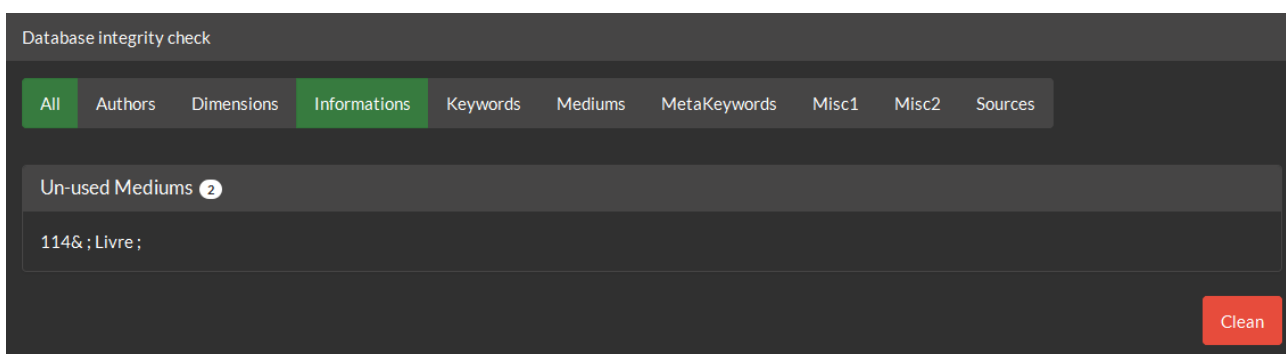 Database integrity check
All Authors Dimensions Informations Keywords Mediums MetaKeywords Misc1 Misc2 Sources
Un-used Mediums 2
114& ; Livre ;
Clean